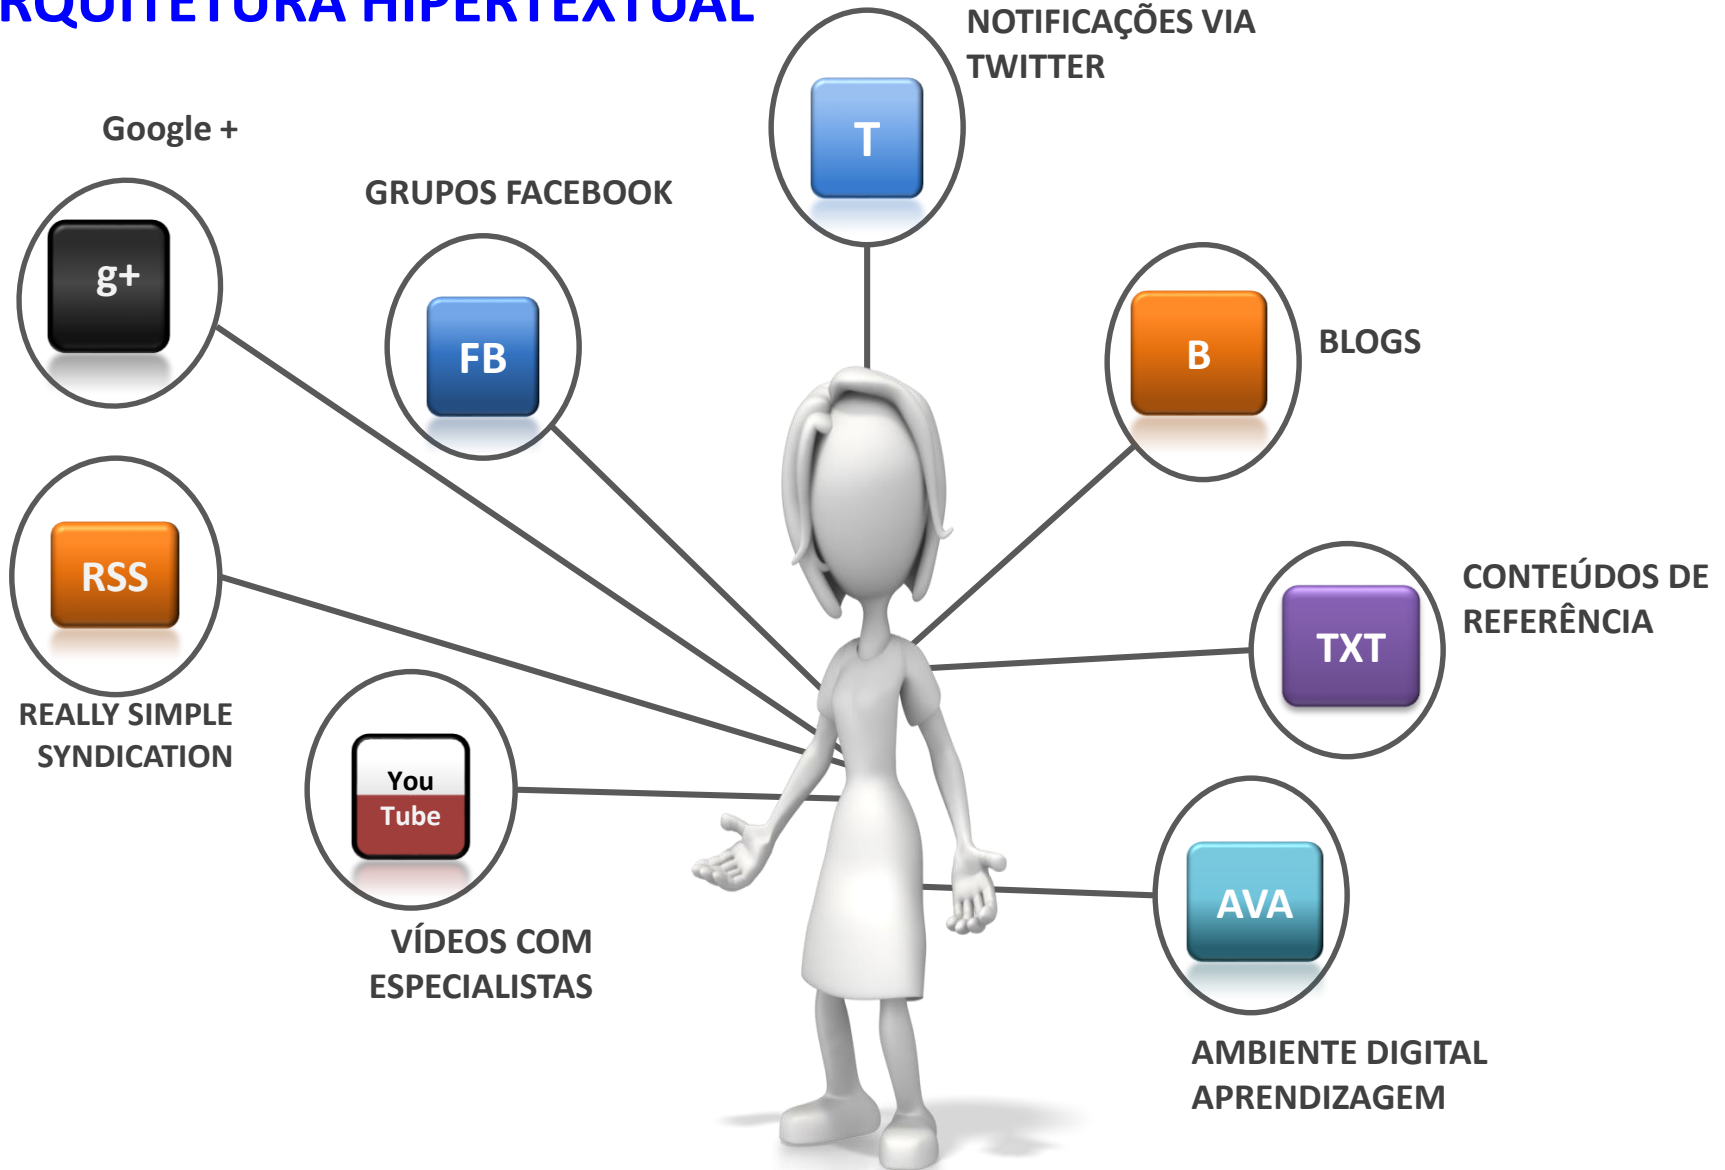 RQUITETURA HIPERTEXTUAL
NOTIFICAÇÕES VIA
TWITTER
T
Google +
g+
GRUPOS FACEBOOK
FB
B
BLOGS
RSS
REALLY SIMPLE
SYNDICATION
TXT
CONTEÚDOS DE
REFERÊNCIA
You
Tube
VÍDEOS COM
ESPECIALISTAS
AVA
AMBIENTE DIGITAL
APRENDIZAGEM